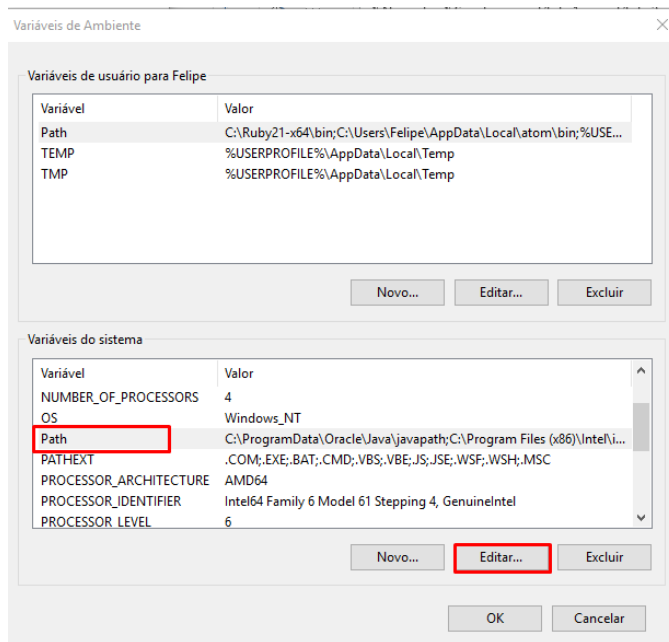 Variáveis de Ambiente
Variáveis de usuário para Felipe
Variável Valor
Path C:\Ruby21-x64\bin;C:\Users\Felipe\AppData\Local\atom\bin;%USE...
TEMP %USERPROFILE%\AppData\Local\Temp
TMP %USERPROFILE%\AppData\Local\Temp
Novo... Editar... Excluir
Variáveis do sistema
Variável Valor
NUMBER_OF_PROCESSORS 4
OS Windows_NT
Path C:\ProgramData\Oracle\Java\javapath;C:\Program Files (x86)\Intel\i...
PATHEXT .COM;.EXE;.BAT;.CMD;.VBS;.VBE;.JS;.JSE;.WSF;.WSH;.MSC
PROCESSOR_ARCHITECTURE AMD64
PROCESSOR_IDENTIFIER Intel64 Family 6 Model 61 Stepping 4, GenuineIntel
PROCESSOR_LEVEL 6
Novo... Editar... Excluir
OK Cancelar